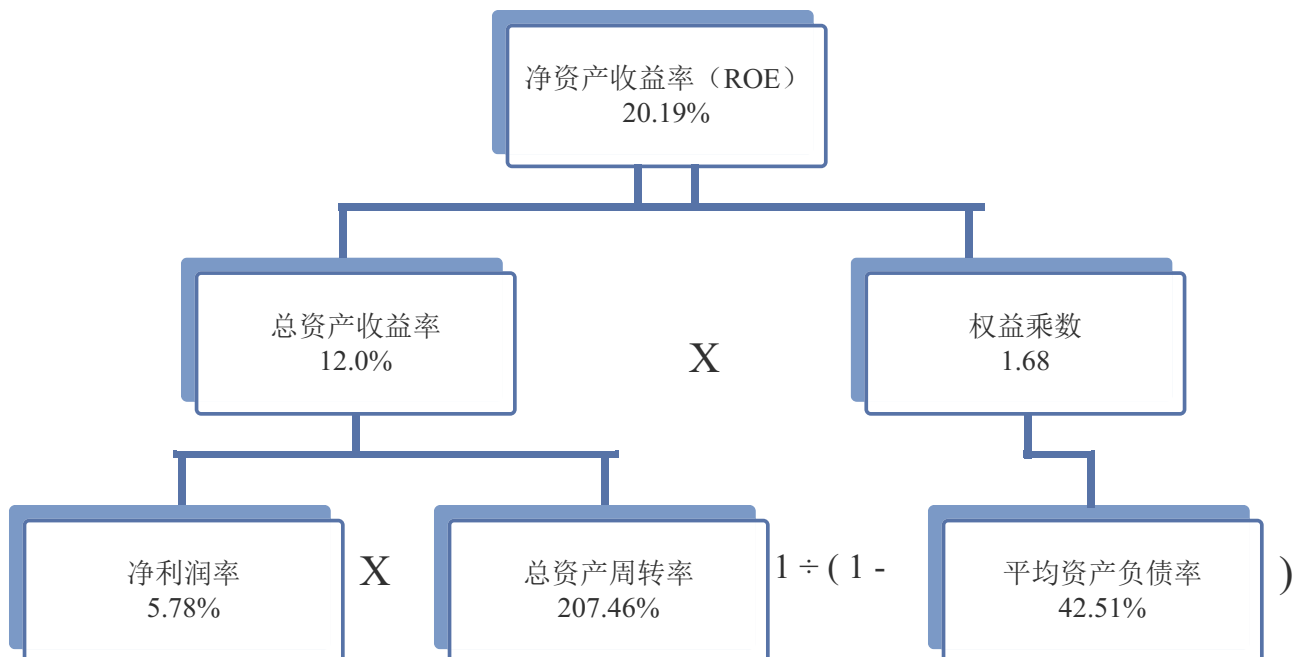 净资产收益率（ROE）
20.19%
总资产收益率
12.0%
X
权益乘数
1.68
净利润率
5.78%
X
总资产周转率
207.46%
1 ÷ ( 1 -
平均资产负债率
42.51%
)